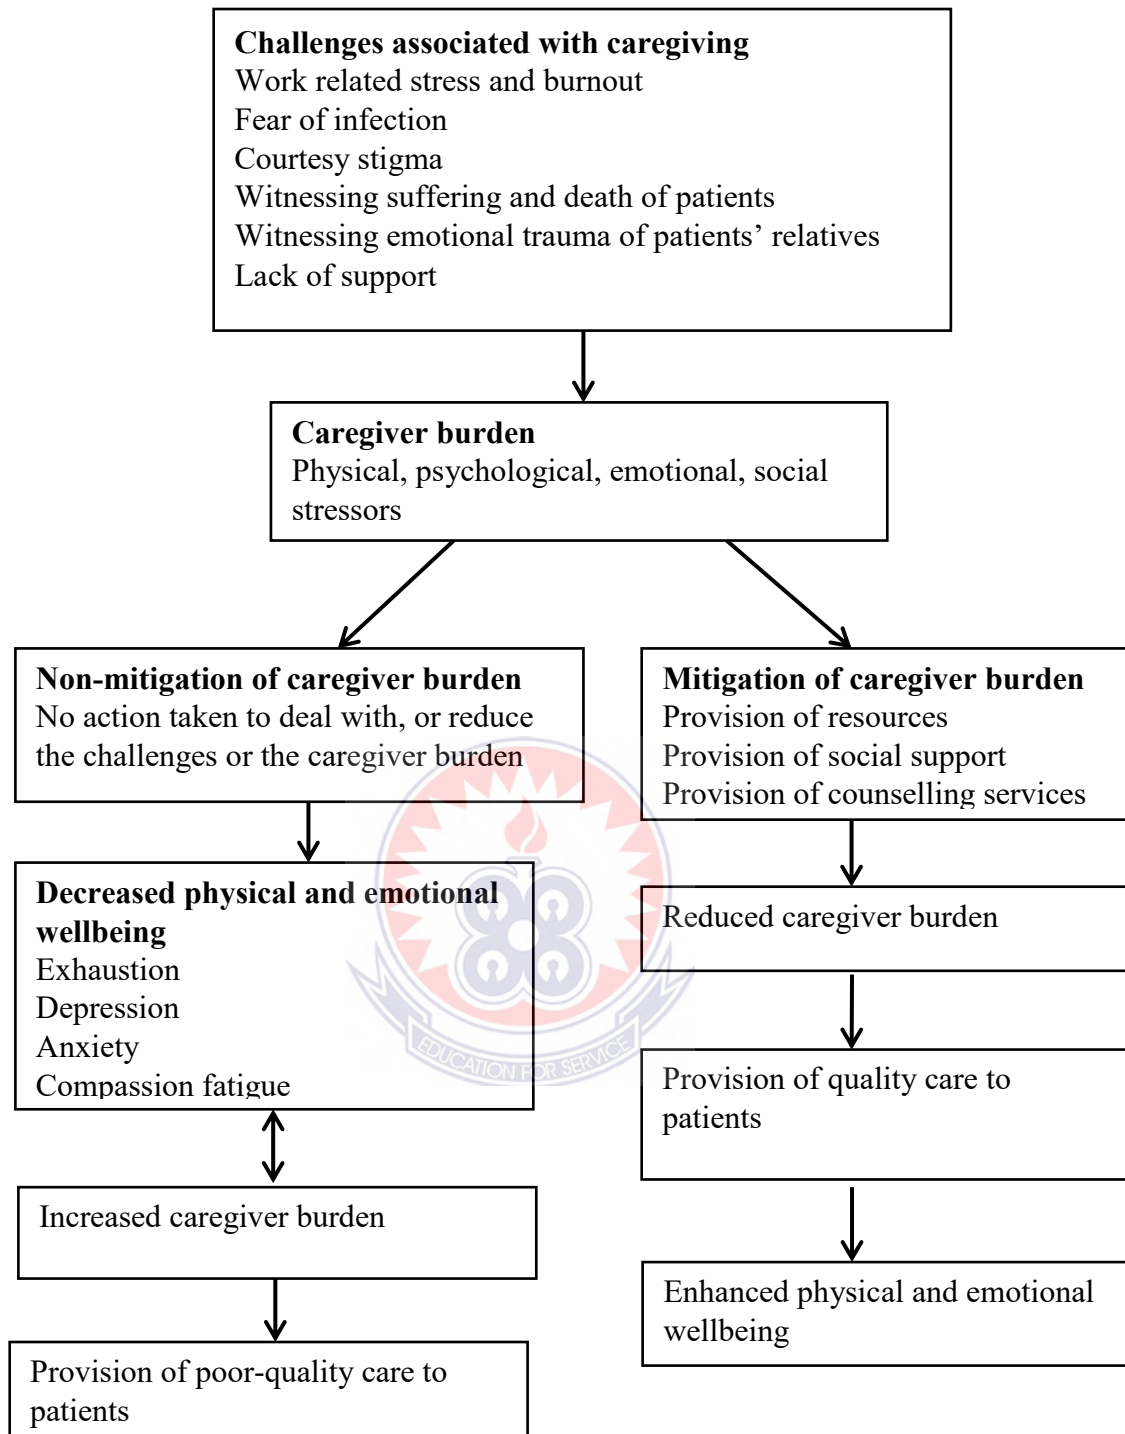 Challenges associated with caregiving
Work related stress and burnout
Fear of infection
Courtesy stigma
Witnessing suffering and death of patients
Witnessing emotional trauma of patients’ relatives
Lack of support
Caregiver burden
Physical, psychological, emotional, social
stressors
Non-mitigation of caregiver burden
No action taken to deal with, or reduce
the challenges or the caregiver burden
Decreased physical and emotional
wellbeing
Exhaustion
Depression
Anxiety
Compassion fatigue
Increased caregiver burden
Provision of poor-quality care to
patients
Mitigation of caregiver burden
Provision of resources
Provision of social support
Provision of counselling services
Reduced caregiver burden
Provision of quality care to
patients
Enhanced physical and emotional
wellbeing
EDUCATION FOR SERVICE